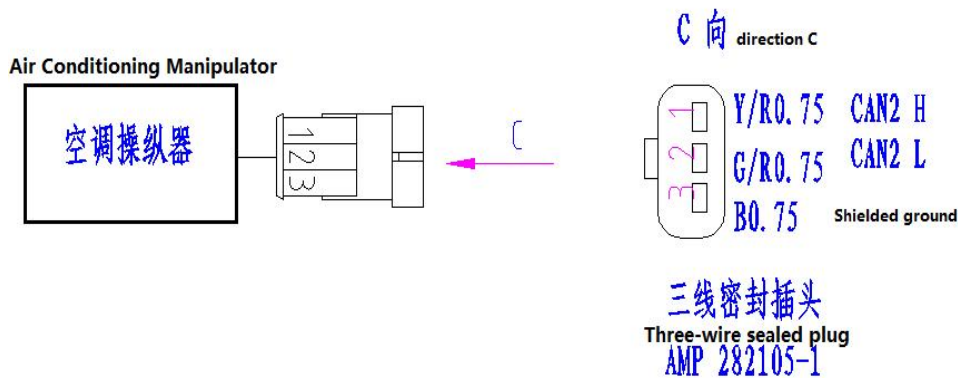 C 向 direction C
Air Conditioning Manipulator
空调操纵器
1
2
3
C
1 Y/R0.75 CAN2 H
2 G/R0.75 CAN2 L
3 B0.75 Shielded ground
三线密封插头
Three-wire sealed plug
AMP 282105-1